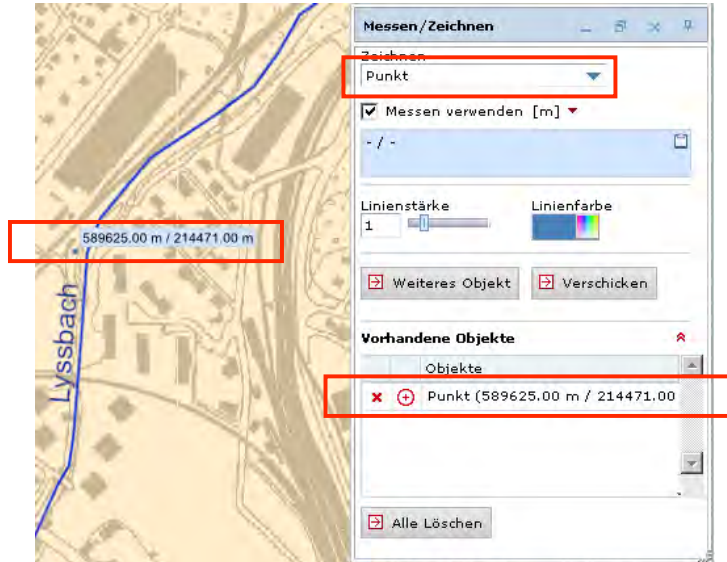 589625.00 m / 214471.00 m
Lyssbach
Messen/Zeichnen
Zeichnen
Punkt
Messen verwenden [m]
- / -
Linienstärke
Linienfarbe
1
Weiteres Objekt
Verschicken
Vorhandene Objekte
Objekte
Punkt (589625.00 m / 214471.00
Alle Löschen